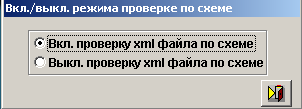 Вкл./выкл. режима проверке по схеме
Вкл. проверку xml файла по схеме
Выкл. проверку xml файла по схеме